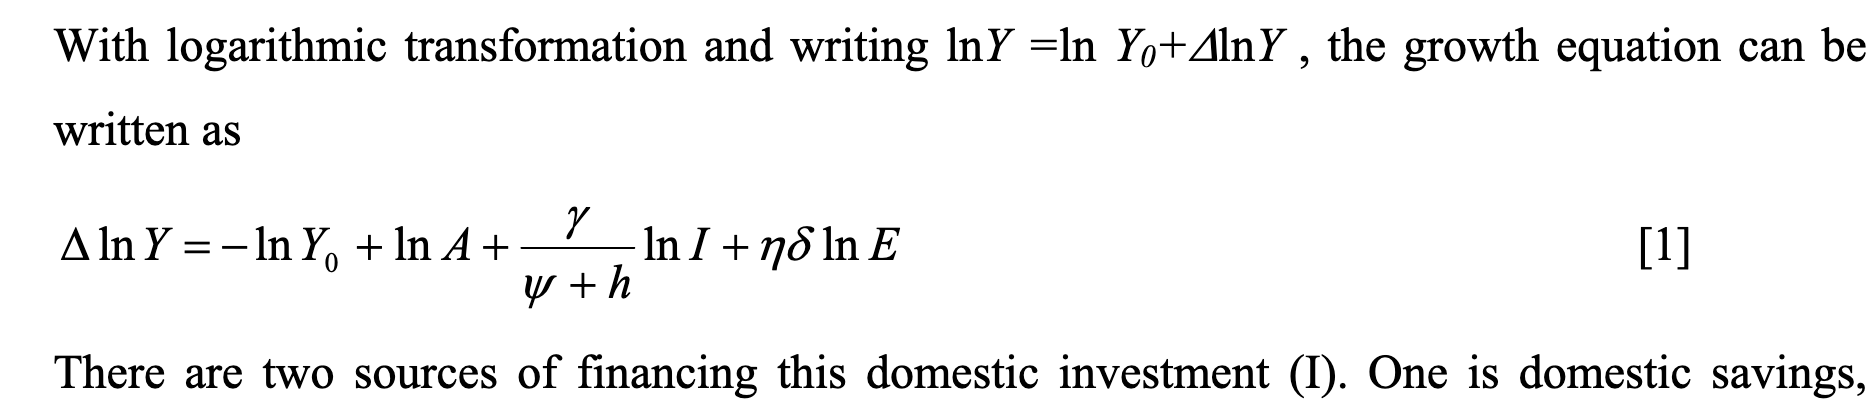 With logarithmic transformation and writing lnY =ln Y₀+ΔlnY , the growth equation can be
written as
Δ ln Y = − ln Y₀ + ln A + γ/(ψ + h) ln I + ηδ ln E [1]
There are two sources of financing this domestic investment (I). One is domestic savings,